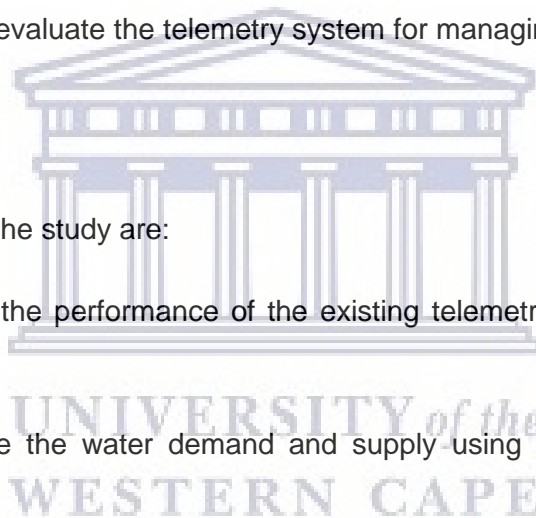 evaluate the telemetry system for managin
he study are:
the performance of the existing telemetr
UNIVERSITY of the
e the water demand and supply using
WESTERN CAPE